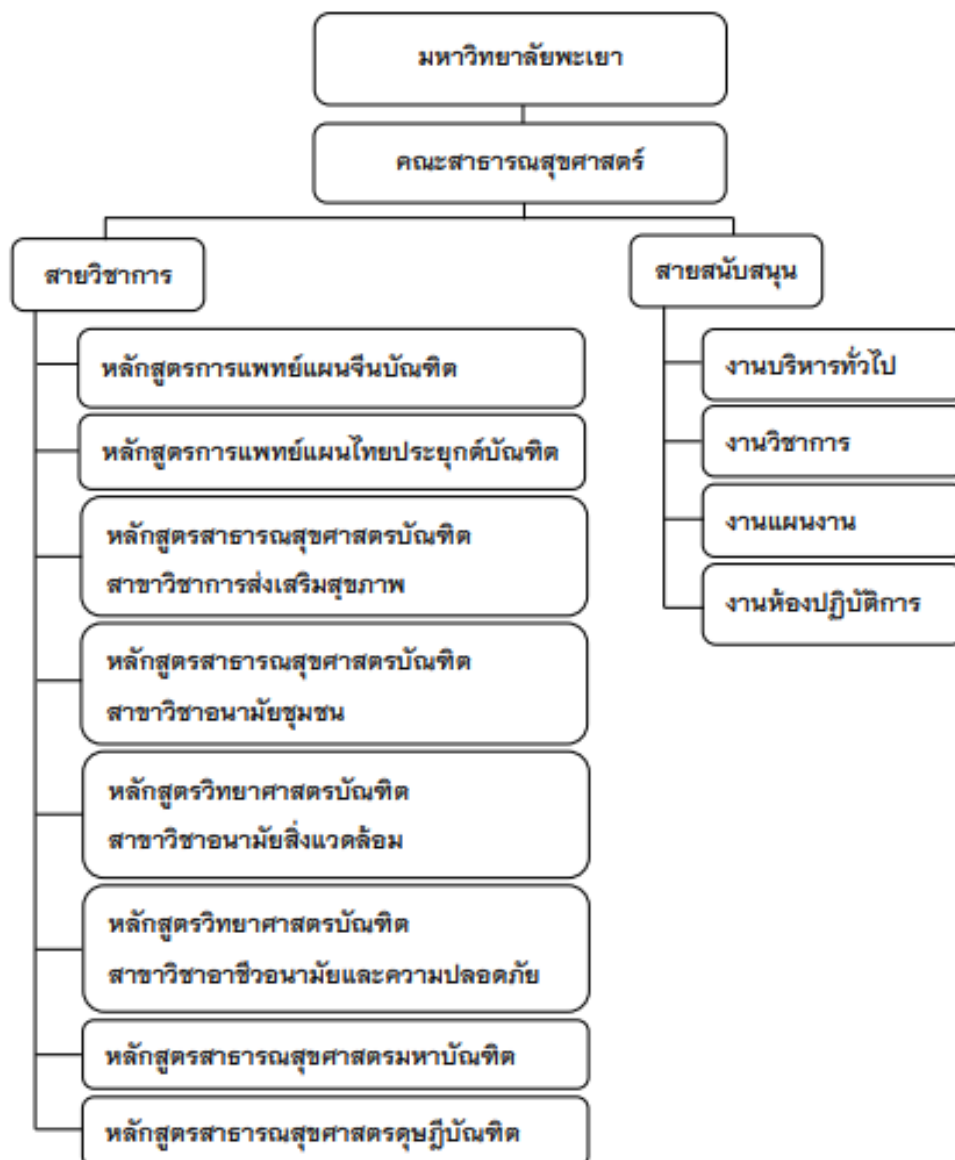 มหาวิทยาลัยพะเยา
คณะสาธารณสุขศาสตร์
สายวิชาการ
หลักสูตรการแพทย์แผนจีนบัณฑิต
หลักสูตรการแพทย์แผนไทยประยุกต์บัณฑิต
หลักสูตรสาธารณสุขศาสตรบัณฑิต
สาขาวิชาการส่งเสริมสุขภาพ
หลักสูตรสาธารณสุขศาสตรบัณฑิต
สาขาวิชาอนามัยชุมชน
หลักสูตรวิทยาศาสตรบัณฑิต
สาขาวิชาอนามัยสิ่งแวดล้อม
หลักสูตรวิทยาศาสตรบัณฑิต
สาขาวิชาอาชีวอนามัยและความปลอดภัย
หลักสูตรสาธารณสุขศาสตรมหาบัณฑิต
หลักสูตรสาธารณสุขศาสตรดุษฎีบัณฑิต
สายสนับสนุน
งานบริหารทั่วไป
งานวิชาการ
งานแผนงาน
งานห้องปฏิบัติการ